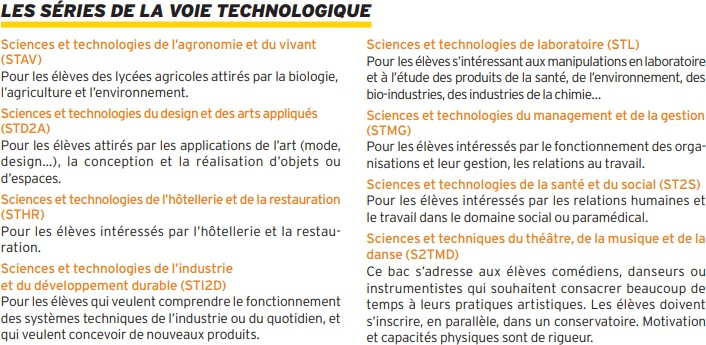 LES SÉRIES DE LA VOIE TECHNOLOGIQUE
Sciences et technologies de l'agronomie et du vivant
(STAV)
Pour les élèves des lycées agricoles attirés par la biologie,
l'agriculture et l'environnement.
Sciences et technologies du design et des arts appliqués
(STD2A)
Pour les élèves attirés par les applications de l'art (mode,
design...), la conception et la réalisation d'objets ou
d'espaces.
Sciences et technologies de l'hôtellerie et de la restauration
(STHR)
Pour les élèves intéressés par l'hôtellerie et la restau-
ration.
Sciences et technologies de l'industrie
et du développement durable (STI2D)
Pour les élèves qui veulent comprendre le fonctionnement
des systèmes techniques de l'industrie ou du quotidien, et
qui veulent concevoir de nouveaux produits.
Sciences et technologies de laboratoire (STL)
Pour les élèves s'intéressant aux manipulations en laboratoire
et à l'étude des produits de la santé, de l'environnement, des
bio-industries, des industries de la chimie...
Sciences et technologies du management et de la gestion
(STMG)
Pour les élèves intéressés par le fonctionnement des orga-
nisations et leur gestion, les relations au travail.
Sciences et technologies de la santé et du social (ST2S)
Pour les élèves intéressés par les relations humaines et
le travail dans le domaine social ou paramédical.
Sciences et techniques du théâtre, de la musique et de la
danse (S2TMD)
Ce bac s'adresse aux élèves comédiens, danseurs ou
instrumentistes qui souhaitent consacrer beaucoup de
temps à leurs pratiques artistiques. Les élèves doivent
s'inscrire, en parallèle, dans un conservatoire. Motivation
et capacités physiques sont de rigueur.